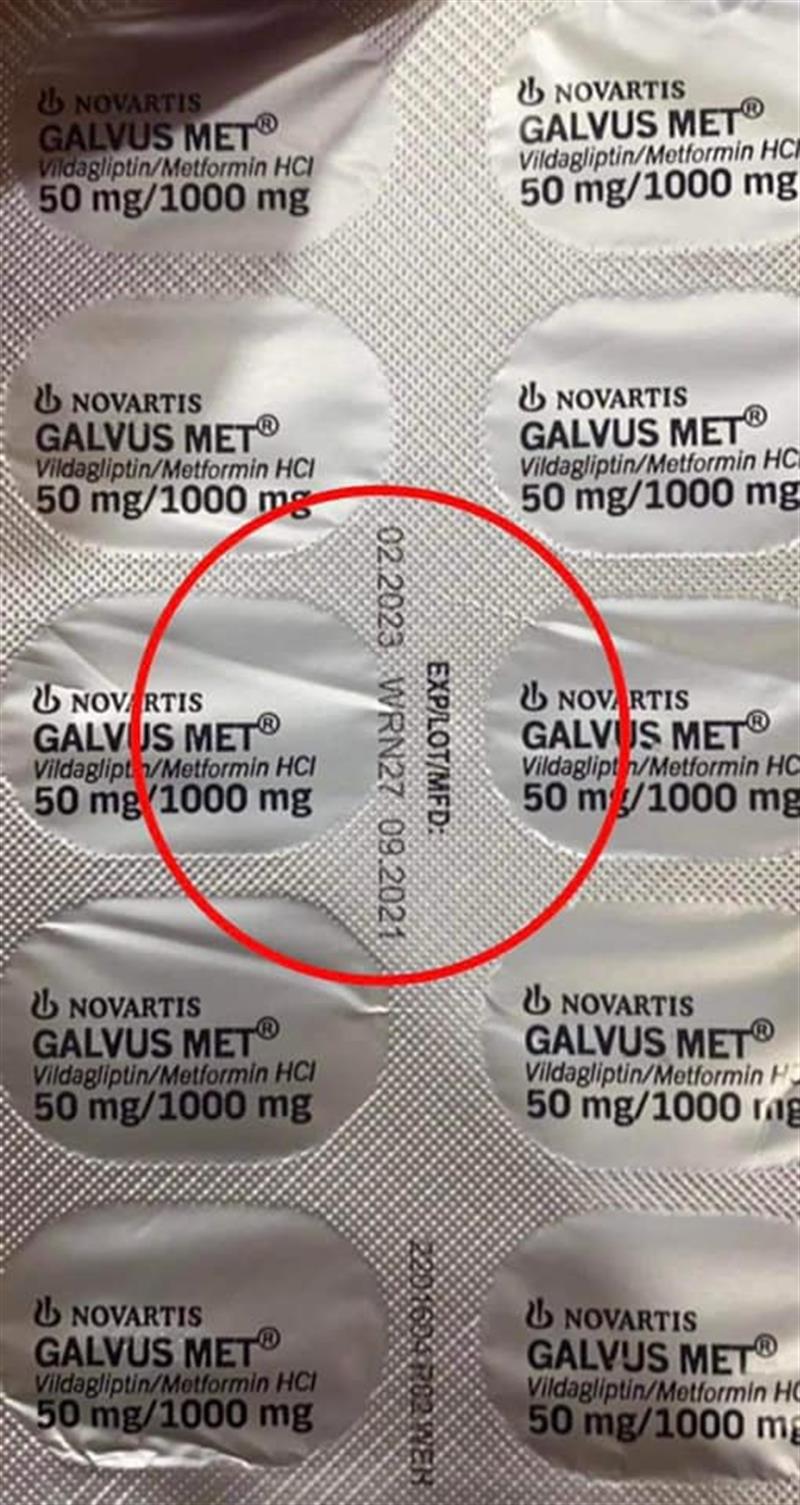 NOVARTIS
GALVUS MET®
Vildagliptin/Metformin HCl
50 mg/1000 mg
NOVARTIS
GALVUS MET®
Vildagliptin/Metformin HCl
50 mg/1000 mg
NOVARTIS
GALVUS MET®
Vildagliptin/Metformin HCl
50 mg/1000 mg
NOVARTIS
GALVUS MET®
Vildagliptin/Metformin HC
50 mg/1000 mg
NOVARTIS
GALVUS MET®
Vildagliptin/Metformin HCl
50 mg/1000 mg
EXP/LOT/MFD:
02.2023 WRN27 09.2021
NOVARTIS
GALVUS MET®
Vildagliptin/Metformin HC
50 mg/1000 mg
NOVARTIS
GALVUS MET®
Vildagliptin/Metformin HCl
50 mg/1000 mg
NOVARTIS
GALVUS MET®
Vildagliptin/Metformin
50 mg/1000 mg
NOVARTIS
GALVUS MET®
Vildagliptin/Metformin HCl
50 mg/1000 mg
WEH
NOVARTIS
GALVUS MET®
Vildagliptin/Metformin HC
50 mg/1000 mg